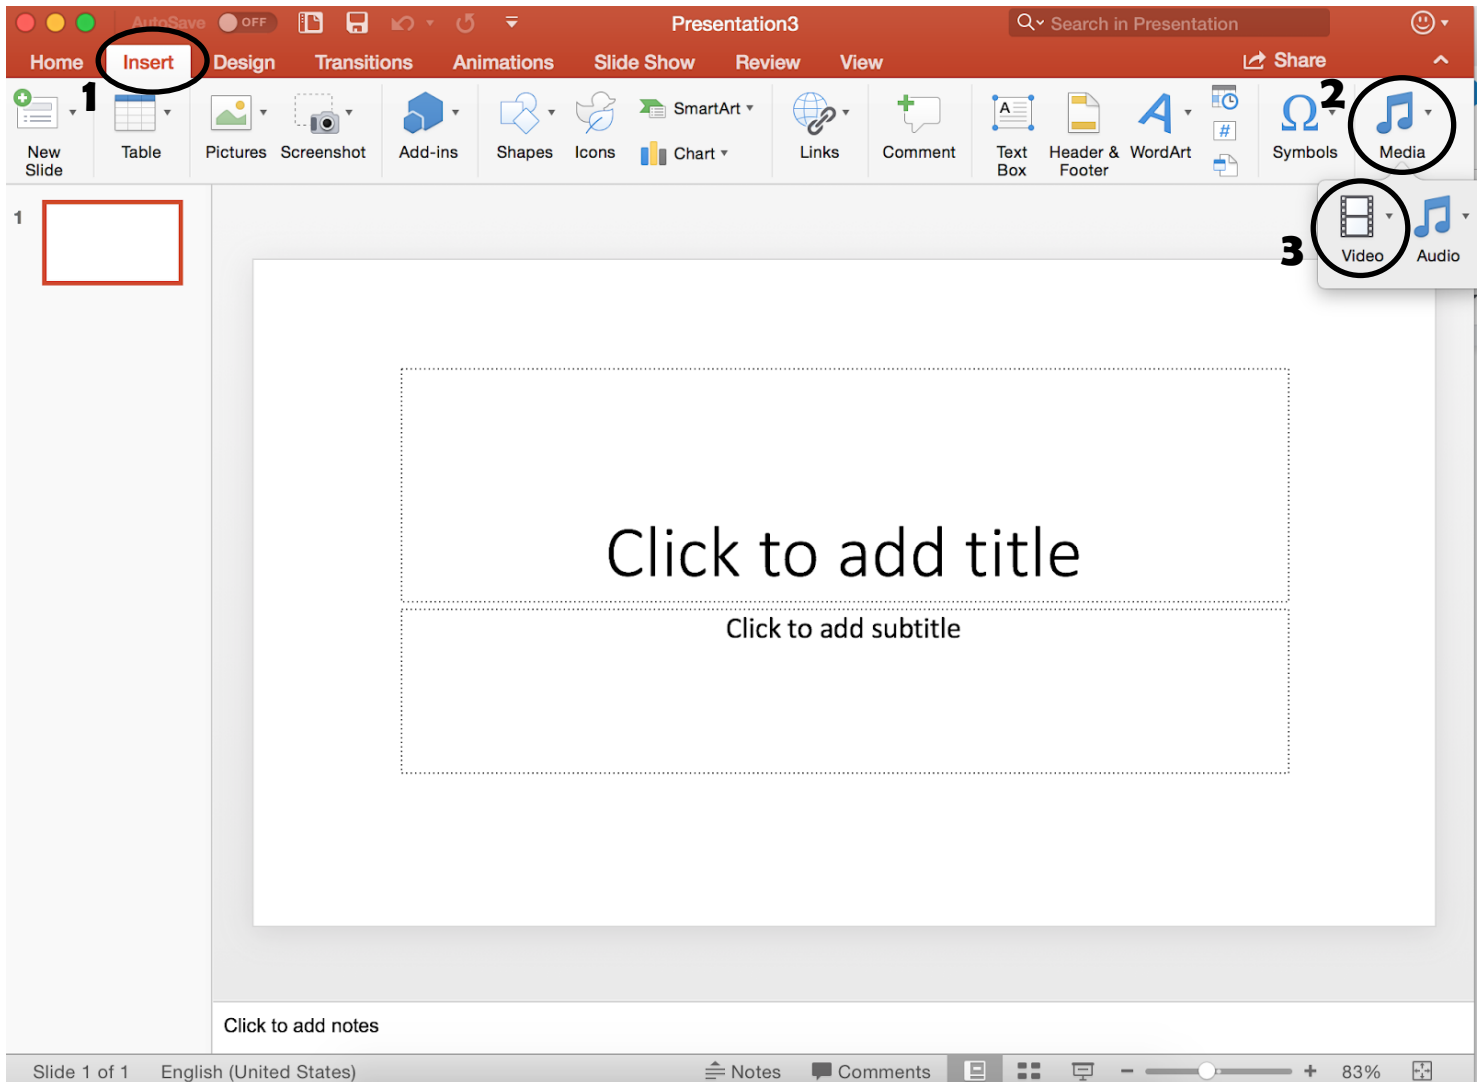 AutoSave OFF Presentation3 Search in Presentation
Home Insert Design Transitions Animations Slide Show Review View Share
1
2
New Slide
Table
Pictures
Screenshot
Add-ins
Shapes
Icons
SmartArt
Chart
Links
Comment
A
Text Box
Header & Footer
A
WordArt
#
Ω
Symbols
Media
3
Video
Audio
1
Click to add title
Click to add subtitle
Click to add notes
Slide 1 of 1 English (United States) Notes Comments 83%